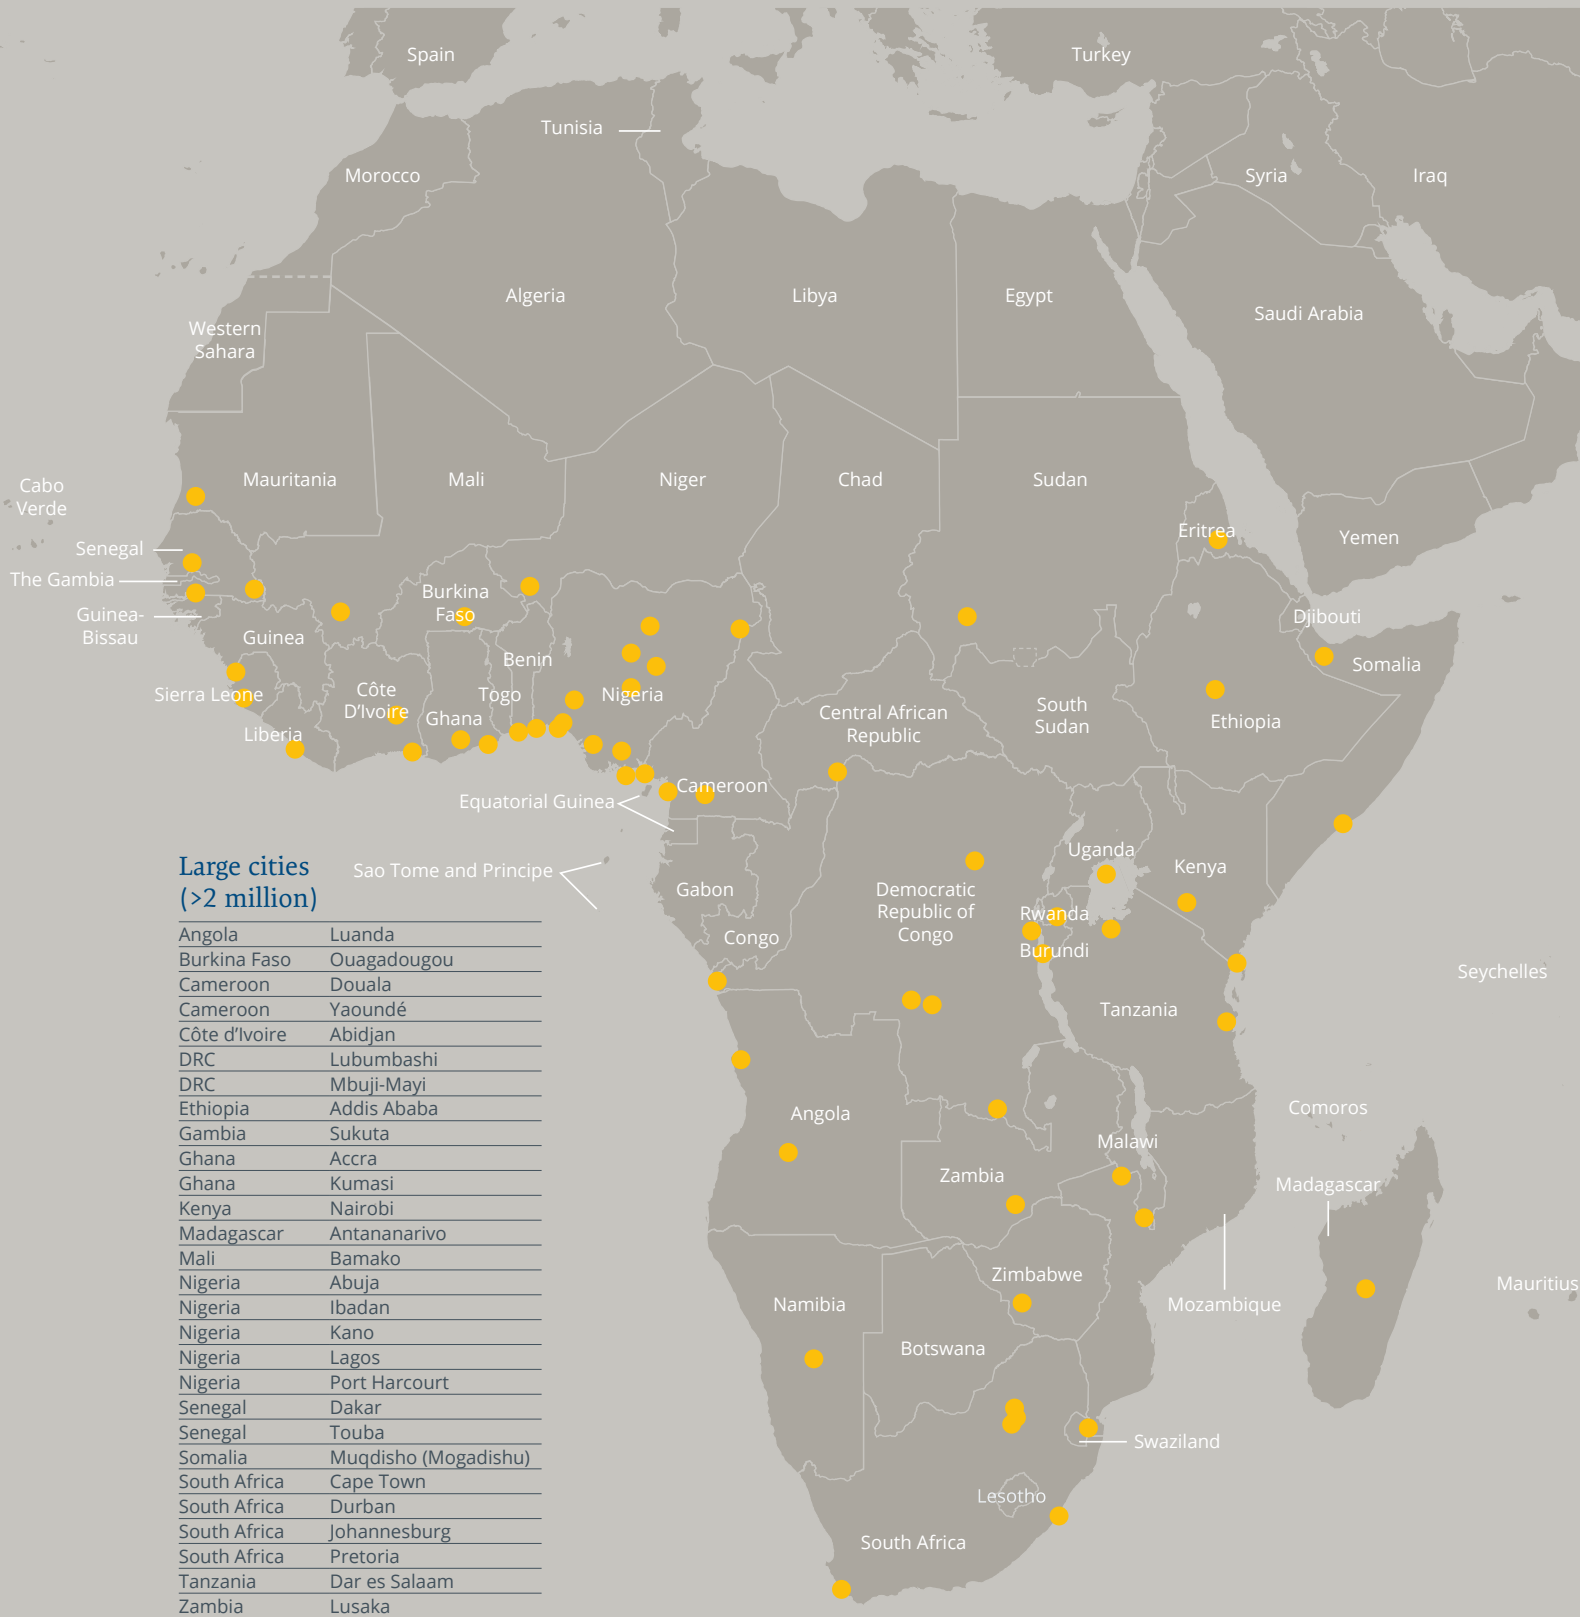 Spain
Turkey
Tunisia
Morocco
Syria
Iraq
Algeria
Libya
Egypt
Saudi Arabia
Western
Sahara
Cabo
Verde
Mauritania
Mali
Niger
Chad
Sudan
Eritrea
Yemen
Senegal
The Gambia
Burkina
Faso
Guinea-
Bissau
Guinea
Djibouti
Benin
Somalia
Sierra Leone
Côte
D'Ivoire
Togo
Nigeria
Ghana
Central African
Republic
South
Sudan
Ethiopia
Liberia
Cameroon
Equatorial Guinea
Uganda
Kenya
Sao Tome and Principe
Gabon
Democratic
Republic of
Congo
Rwanda
Congo
Burundi
Seychelles
Tanzania
Angola
Comoros
Malawi
Zambia
Madagascar
Zimbabwe
Mauritius
Namibia
Mozambique
Botswana
Swaziland
Lesotho
South Africa
Large cities
(>2 million)
Angola Luanda
Burkina Faso Ouagadougou
Cameroon Douala
Cameroon Yaoundé
Côte d'Ivoire Abidjan
DRC Lubumbashi
DRC Mbuji-Mayi
Ethiopia Addis Ababa
Gambia Sukuta
Ghana Accra
Ghana Kumasi
Kenya Nairobi
Madagascar Antananarivo
Mali Bamako
Nigeria Abuja
Nigeria Ibadan
Nigeria Kano
Nigeria Lagos
Nigeria Port Harcourt
Senegal Dakar
Senegal Touba
Somalia Muqdisho (Mogadishu)
South Africa Cape Town
South Africa Durban
South Africa Johannesburg
South Africa Pretoria
Tanzania Dar es Salaam
Zambia Lusaka